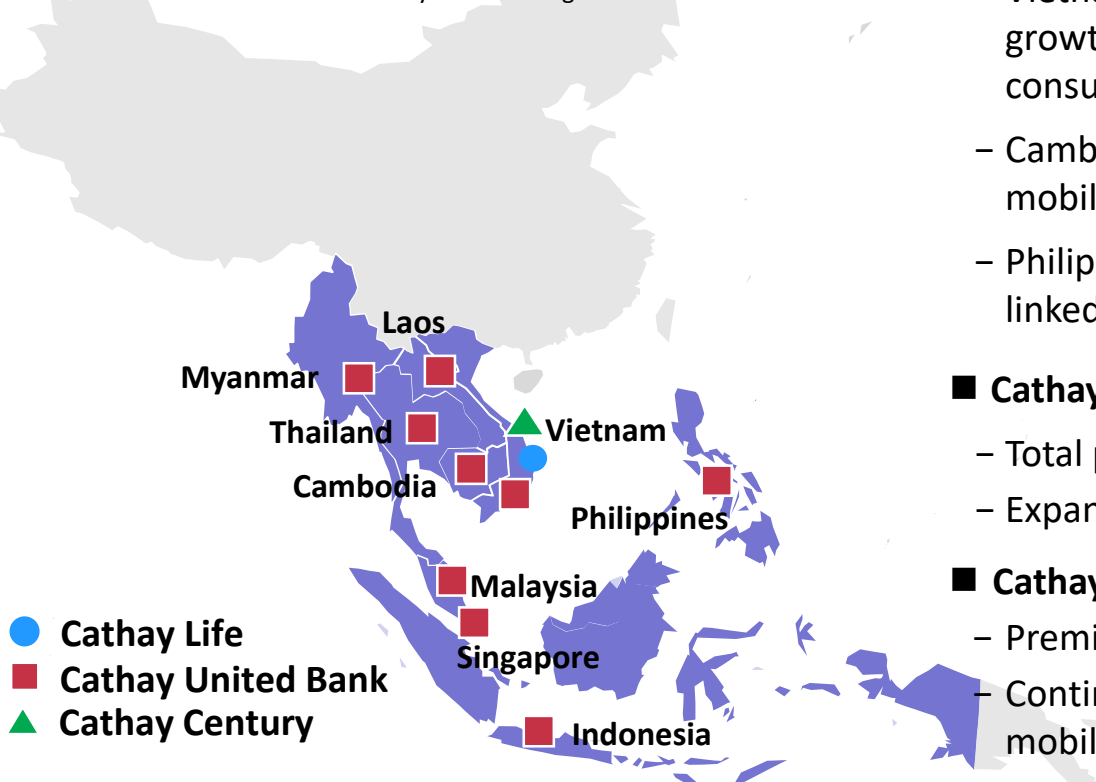 Laos
Myanmar
Thailand
Vietnam
Cambodia
Philippines
Malaysia
Singapore
Indonesia
Cathay Life
Cathay United Bank
Cathay Century
growt
consu
– Camb
mobil
– Philip
linked
■ Cathay
– Total p
– Expan
■ Cathay
– Premi
– Contin
mobil